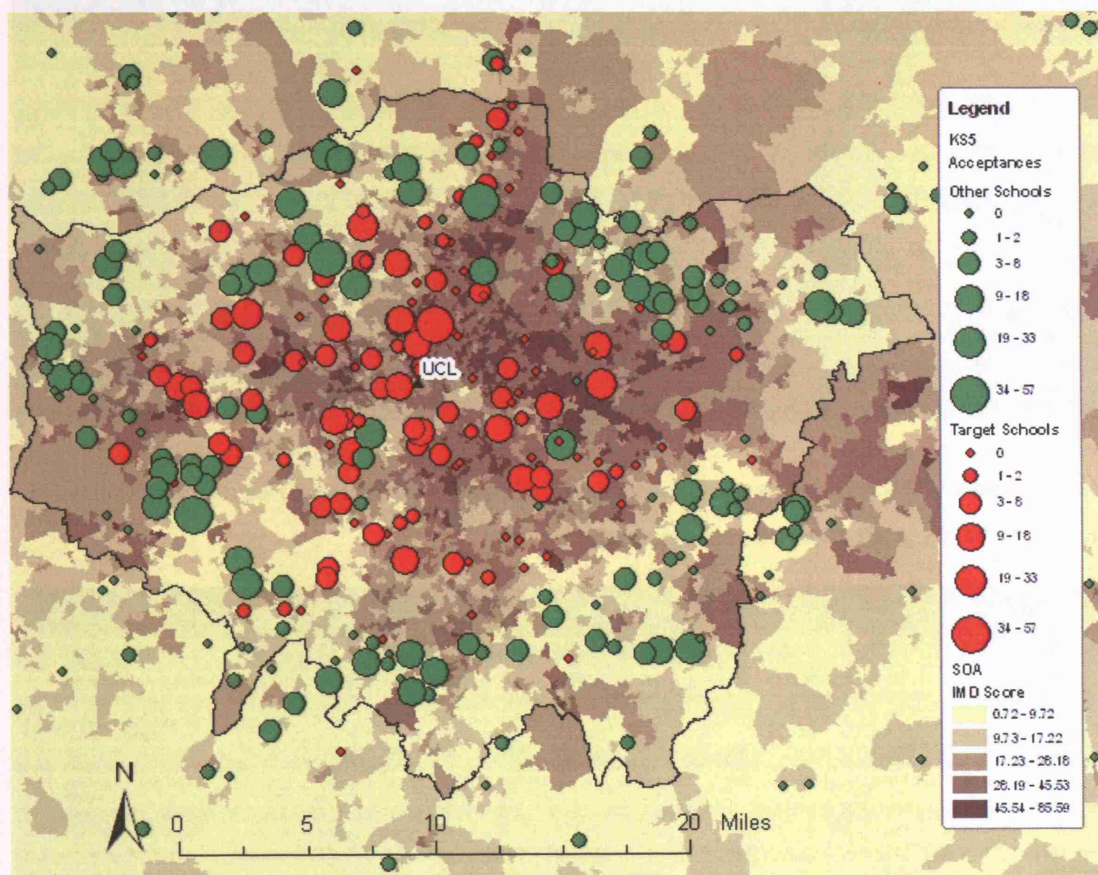 UCL
N
0 5 10 20 Miles
Legend
KS5
Acceptances
Other Schools
0
1 - 2
3 - 8
9 - 18
19 - 33
34 - 57
Target Schools
0
1 - 2
3 - 8
9 - 18
19 - 33
34 - 57
SOA
IMD Score
0.72 - 9.72
9.73 - 17.22
17.23 - 28.18
28.19 - 45.53
45.54 - 85.59